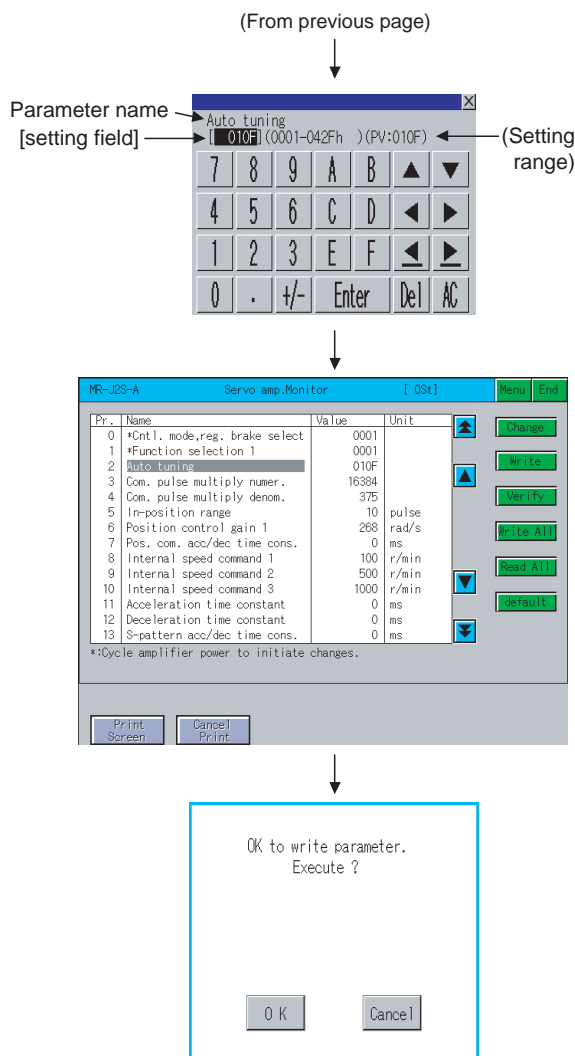 (From previous page)
X
Parameter name
Auto tuning
[setting field]
[ 010F](0001-042Fh )(PV:010F)
(Setting
range)
7 8 9 A B ▲ ▼
4 5 6 C D ◀ ▶
1 2 3 E F ◀ ▶
0 . +/- Enter Del AC
MR-J2S-A Servo amp.Monitor [ 0St] Menu End
Pr. Name Value Unit
0 *Cntl. mode,reg. brake select 0001
1 *Function selection 1 0001
2 Auto tuning 010F
3 Com. pulse multiply numer. 16384
4 Com. pulse multiply denom. 375
5 In-position range 10 pulse
6 Position control gain 1 268 rad/s
7 Pos. com. acc/dec time cons. 0 ms
8 Internal speed command 1 100 r/min
9 Internal speed command 2 500 r/min
10 Internal speed command 3 1000 r/min
11 Acceleration time constant 0 ms
12 Deceleration time constant 0 ms
13 S-pattern acc/dec time cons. 0 ms
*:Cycle amplifier power to initiate changes.
Change
Write
Verify
Write All
Read All
default
Print
Screen
Cancel
Print
OK to write parameter.
Execute ?
O K
Cancel